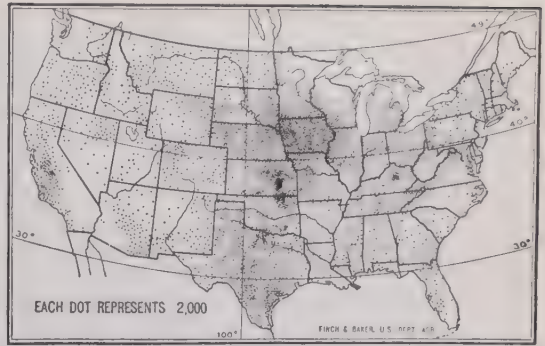 49°
40°
30°
30°
EACH DOT REPRESENTS 2,000
100°
FINCH & BAKER, U.S. DEPT. AGR.